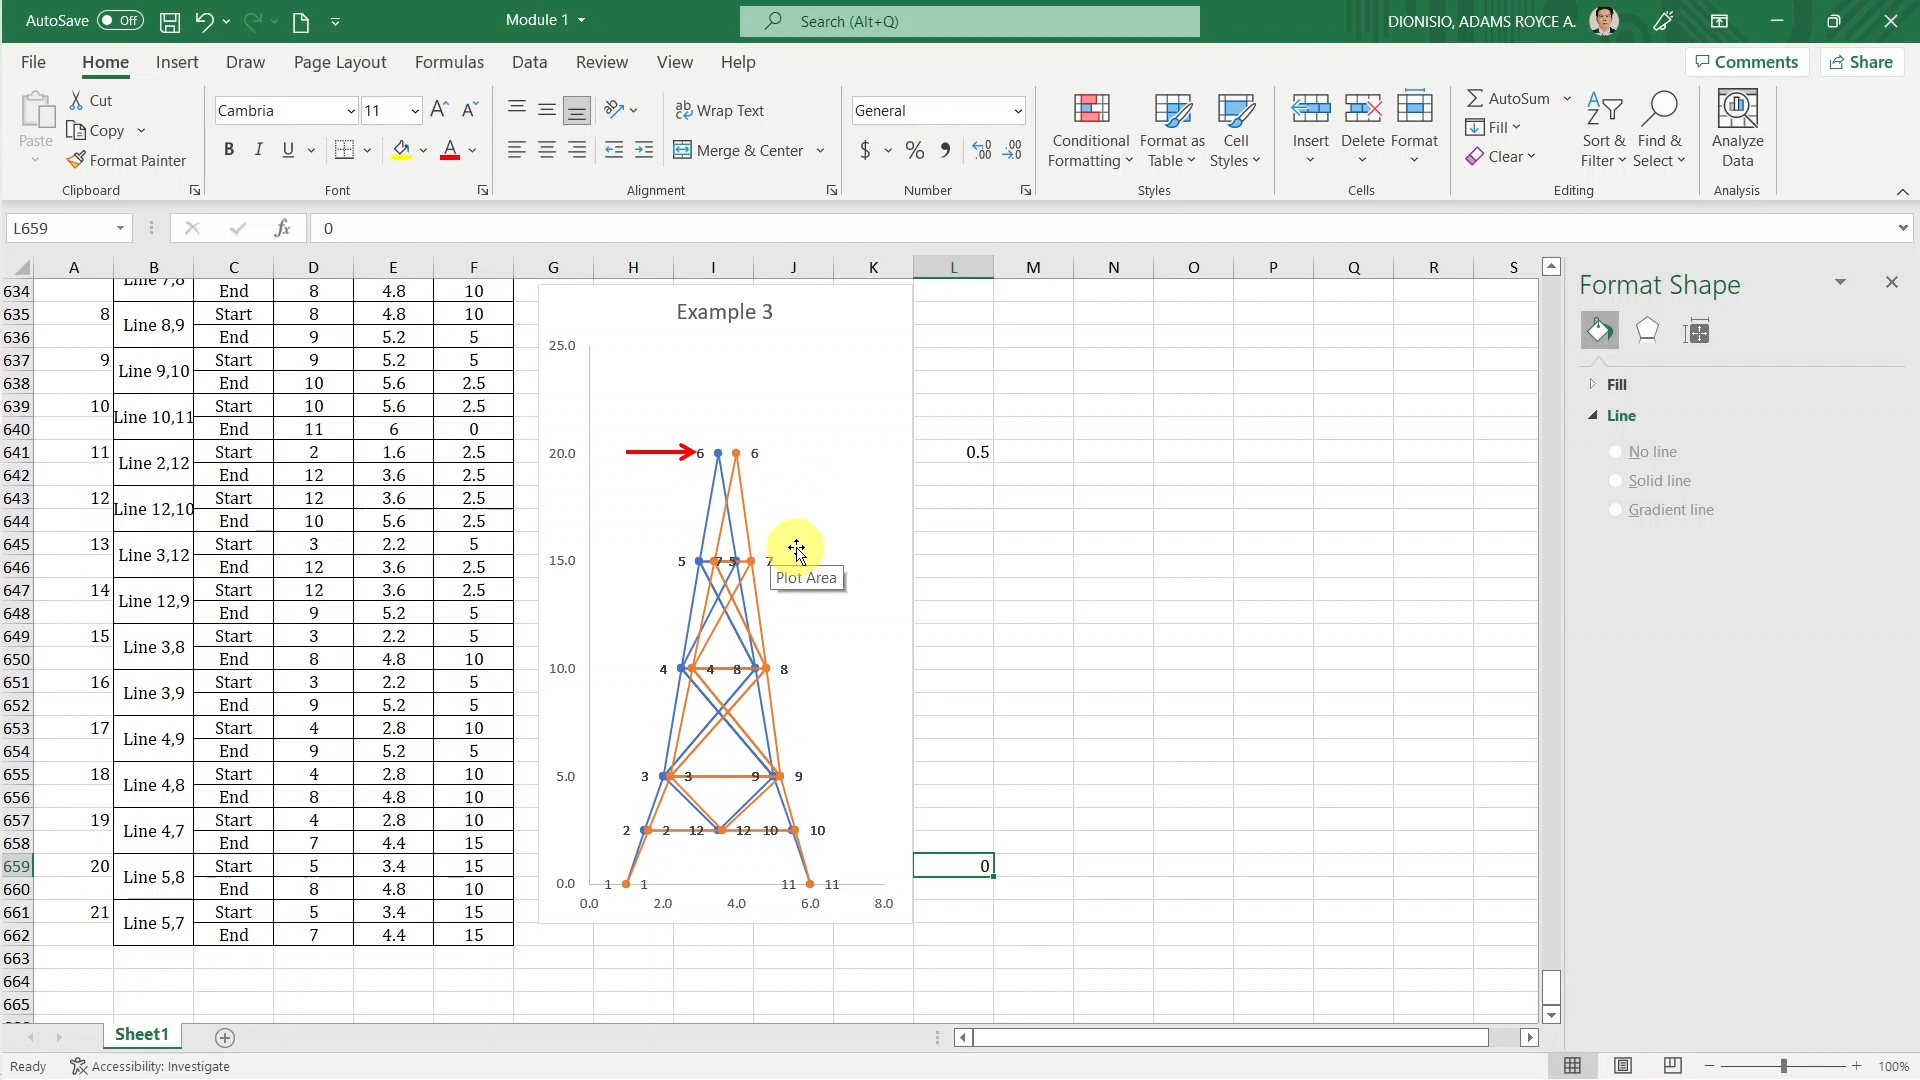 AutoSave Off Module 1 Search (Alt+Q) DIONISIO, ADAMS ROYCE A.
File Home Insert Draw Page Layout Formulas Data Review View Help Comments Share
Paste Cut Copy Format Painter Clipboard
Cambria 11 B I U Font
Wrap Text Merge & Center Alignment
General $ % Number
Conditional Formatting Format as Table Cell Styles Styles
Insert Delete Format Cells
AutoSum Fill Clear Sort & Filter Find & Select Editing
Analyze Data Analysis
L659 fx 0
A B C D E F G H I J K L M N O P Q R S
634 Line 7,8 End 8 4.8 10
635 8 Line 8,9 Start 8 4.8 10
636 End 9 5.2 5
637 9 Line 9,10 Start 9 5.2 5
638 End 10 5.6 2.5
639 10 Line 10,11 Start 10 5.6 2.5
640 End 11 6 0
641 11 Line 2,12 Start 2 1.6 2.5 0.5
642 End 12 3.6 2.5
643 12 Line 12,10 Start 12 3.6 2.5
644 End 10 5.6 2.5
645 13 Line 3,12 Start 3 2.2 5
646 End 12 3.6 2.5
647 14 Line 12,9 Start 12 3.6 2.5
648 End 9 5.2 5
649 15 Line 3,8 Start 3 2.2 5
650 End 8 4.8 10
651 16 Line 3,9 Start 3 2.2 5
652 End 9 5.2 5
653 17 Line 4,9 Start 4 2.8 10
654 End 9 5.2 5
655 18 Line 4,8 Start 4 2.8 10
656 End 8 4.8 10
657 19 Line 4,7 Start 4 2.8 10
658 End 7 4.4 15
659 20 Line 5,8 Start 5 3.4 15 0
660 End 8 4.8 10
661 21 Line 5,7 Start 5 3.4 15
662 End 7 4.4 15
663
664
665
Example 3
25.0
20.0 6 6
15.0 5 7 5 7
Plot Area
10.0 4 4 8 8
5.0 3 3 9 9
2 2 12 12 10 10
0.0 1 1 11 11
0.0 2.0 4.0 6.0 8.0
Format Shape
Fill
Line
No line
Solid line
Gradient line
Sheet1
Ready Accessibility: Investigate 100%